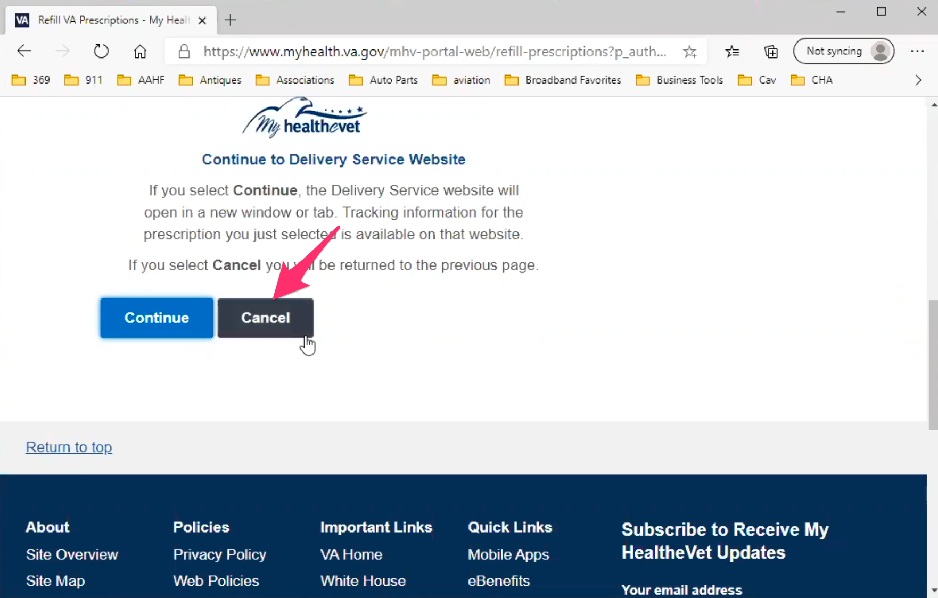 VA Refill VA Prescriptions - My Healt
https://www.myhealth.va.gov/mhv-portal-web/refill-prescriptions?p_auth... Not syncing
369 911 AAHF Antiques Associations Auto Parts aviation Broadband Favorites Business Tools Cav CHA
My healthevet
Continue to Delivery Service Website
If you select Continue, the Delivery Service website will
open in a new window or tab. Tracking information for the
prescription you just selected is available on that website.
If you select Cancel you will be returned to the previous page.
Continue Cancel
Return to top
About Policies Important Links Quick Links Subscribe to Receive My
HealtheVet Updates
Site Overview Privacy Policy VA Home Mobile Apps
Site Map Web Policies White House eBenefits Your email address